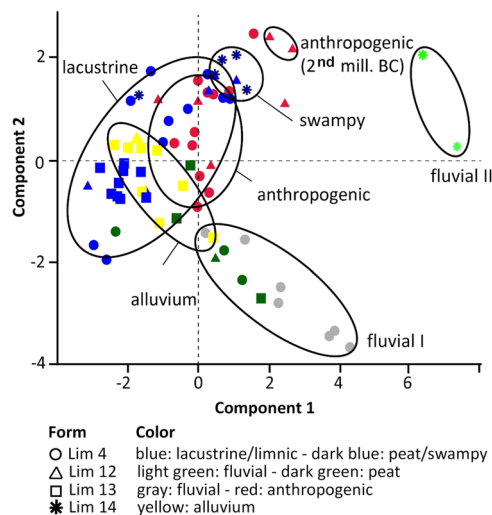 anthropogenic
(2nd mill. BC)
lacustrine
swampy
fluvial II
anthropogenic
alluvium
fluvial I
Component 2
2
0
-2
-4
-2
0
2
4
6
Component 1
Form Color
Lim 4 blue: lacustrine/limnic - dark blue: peat/swampy
Lim 12 light green: fluvial - dark green: peat
Lim 13 gray: fluvial - red: anthropogenic
Lim 14 yellow: alluvium